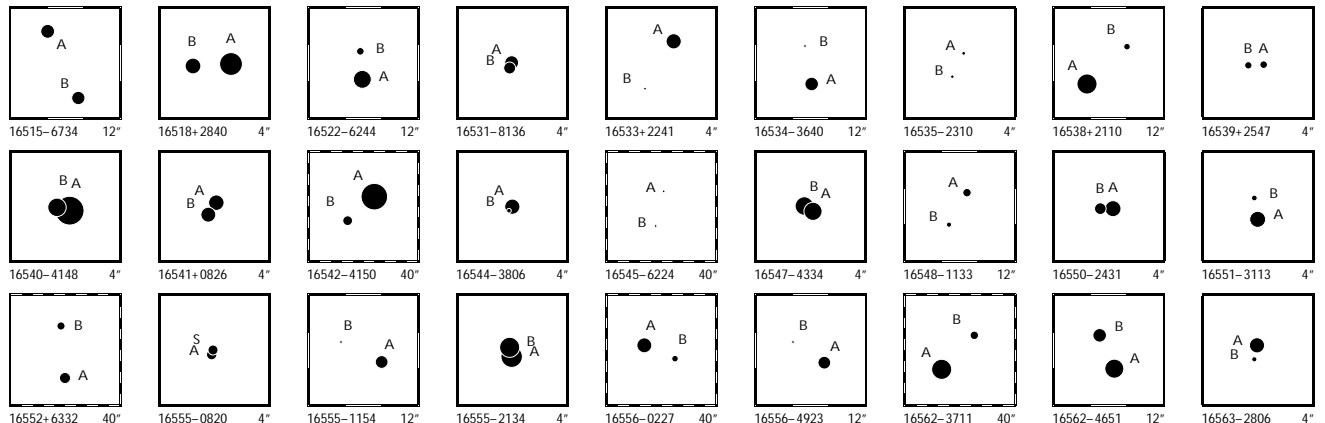 A
B
16515−6734 12″
B A
16518+2840 4″
B
A
16522−6244 12″
A
B
16531−8136 4″
A
B
16533+2241 4″
B
A
16534−3640 12″
A
B
16535−2310 4″
B
A
16538+2110 12″
B A
16539+2547 4″
B A
16540−4148 4″
A
B
16541+0826 4″
A
B
16542−4150 40″
A
B
16544−3806 4″
A
B
16545−6224 40″
B
A
16547−4334 4″
A
B
16548−1133 12″
B A
16550−2431 4″
B
A
16551−3113 4″
B
A
16552+6332 40″
S
A
16555−0820 4″
B
A
16555−1154 12″
B
A
16555−2134 4″
A
B
16556−0227 40″
B
A
16556−4923 12″
B
A
16562−3711 40″
B
A
16562−4651 12″
A
B
16563−2806 4″